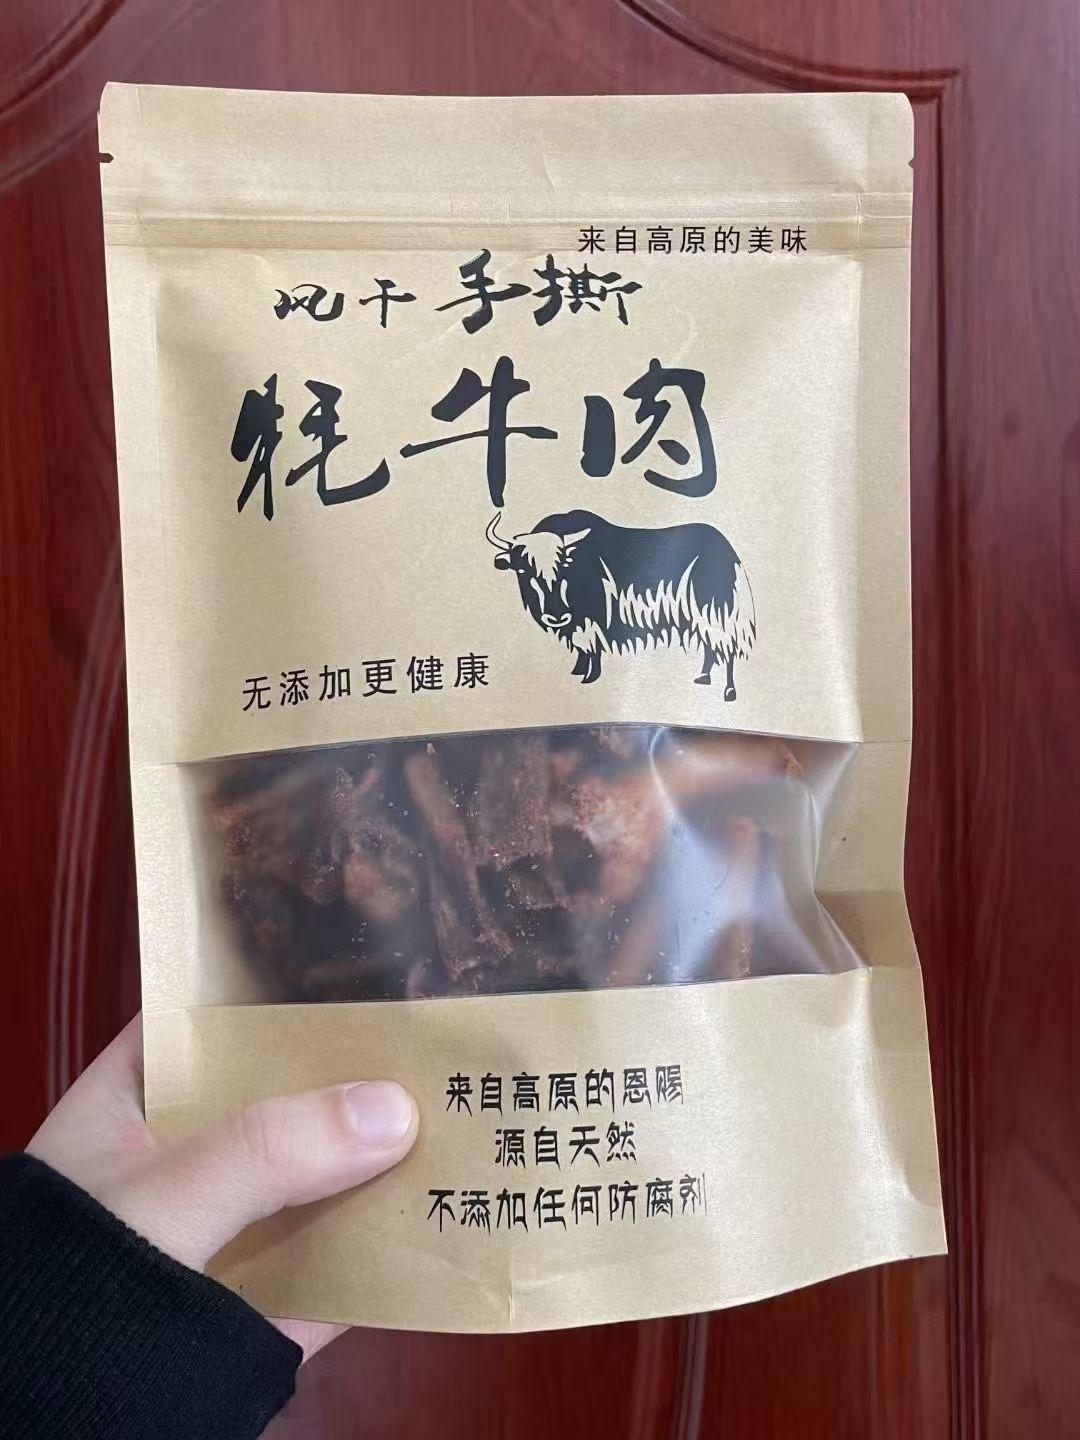 来自高原的美味
风干手撕
牦牛肉
无添加更健康
来自高原的恩赐
源自天然
不添加任何防腐剂